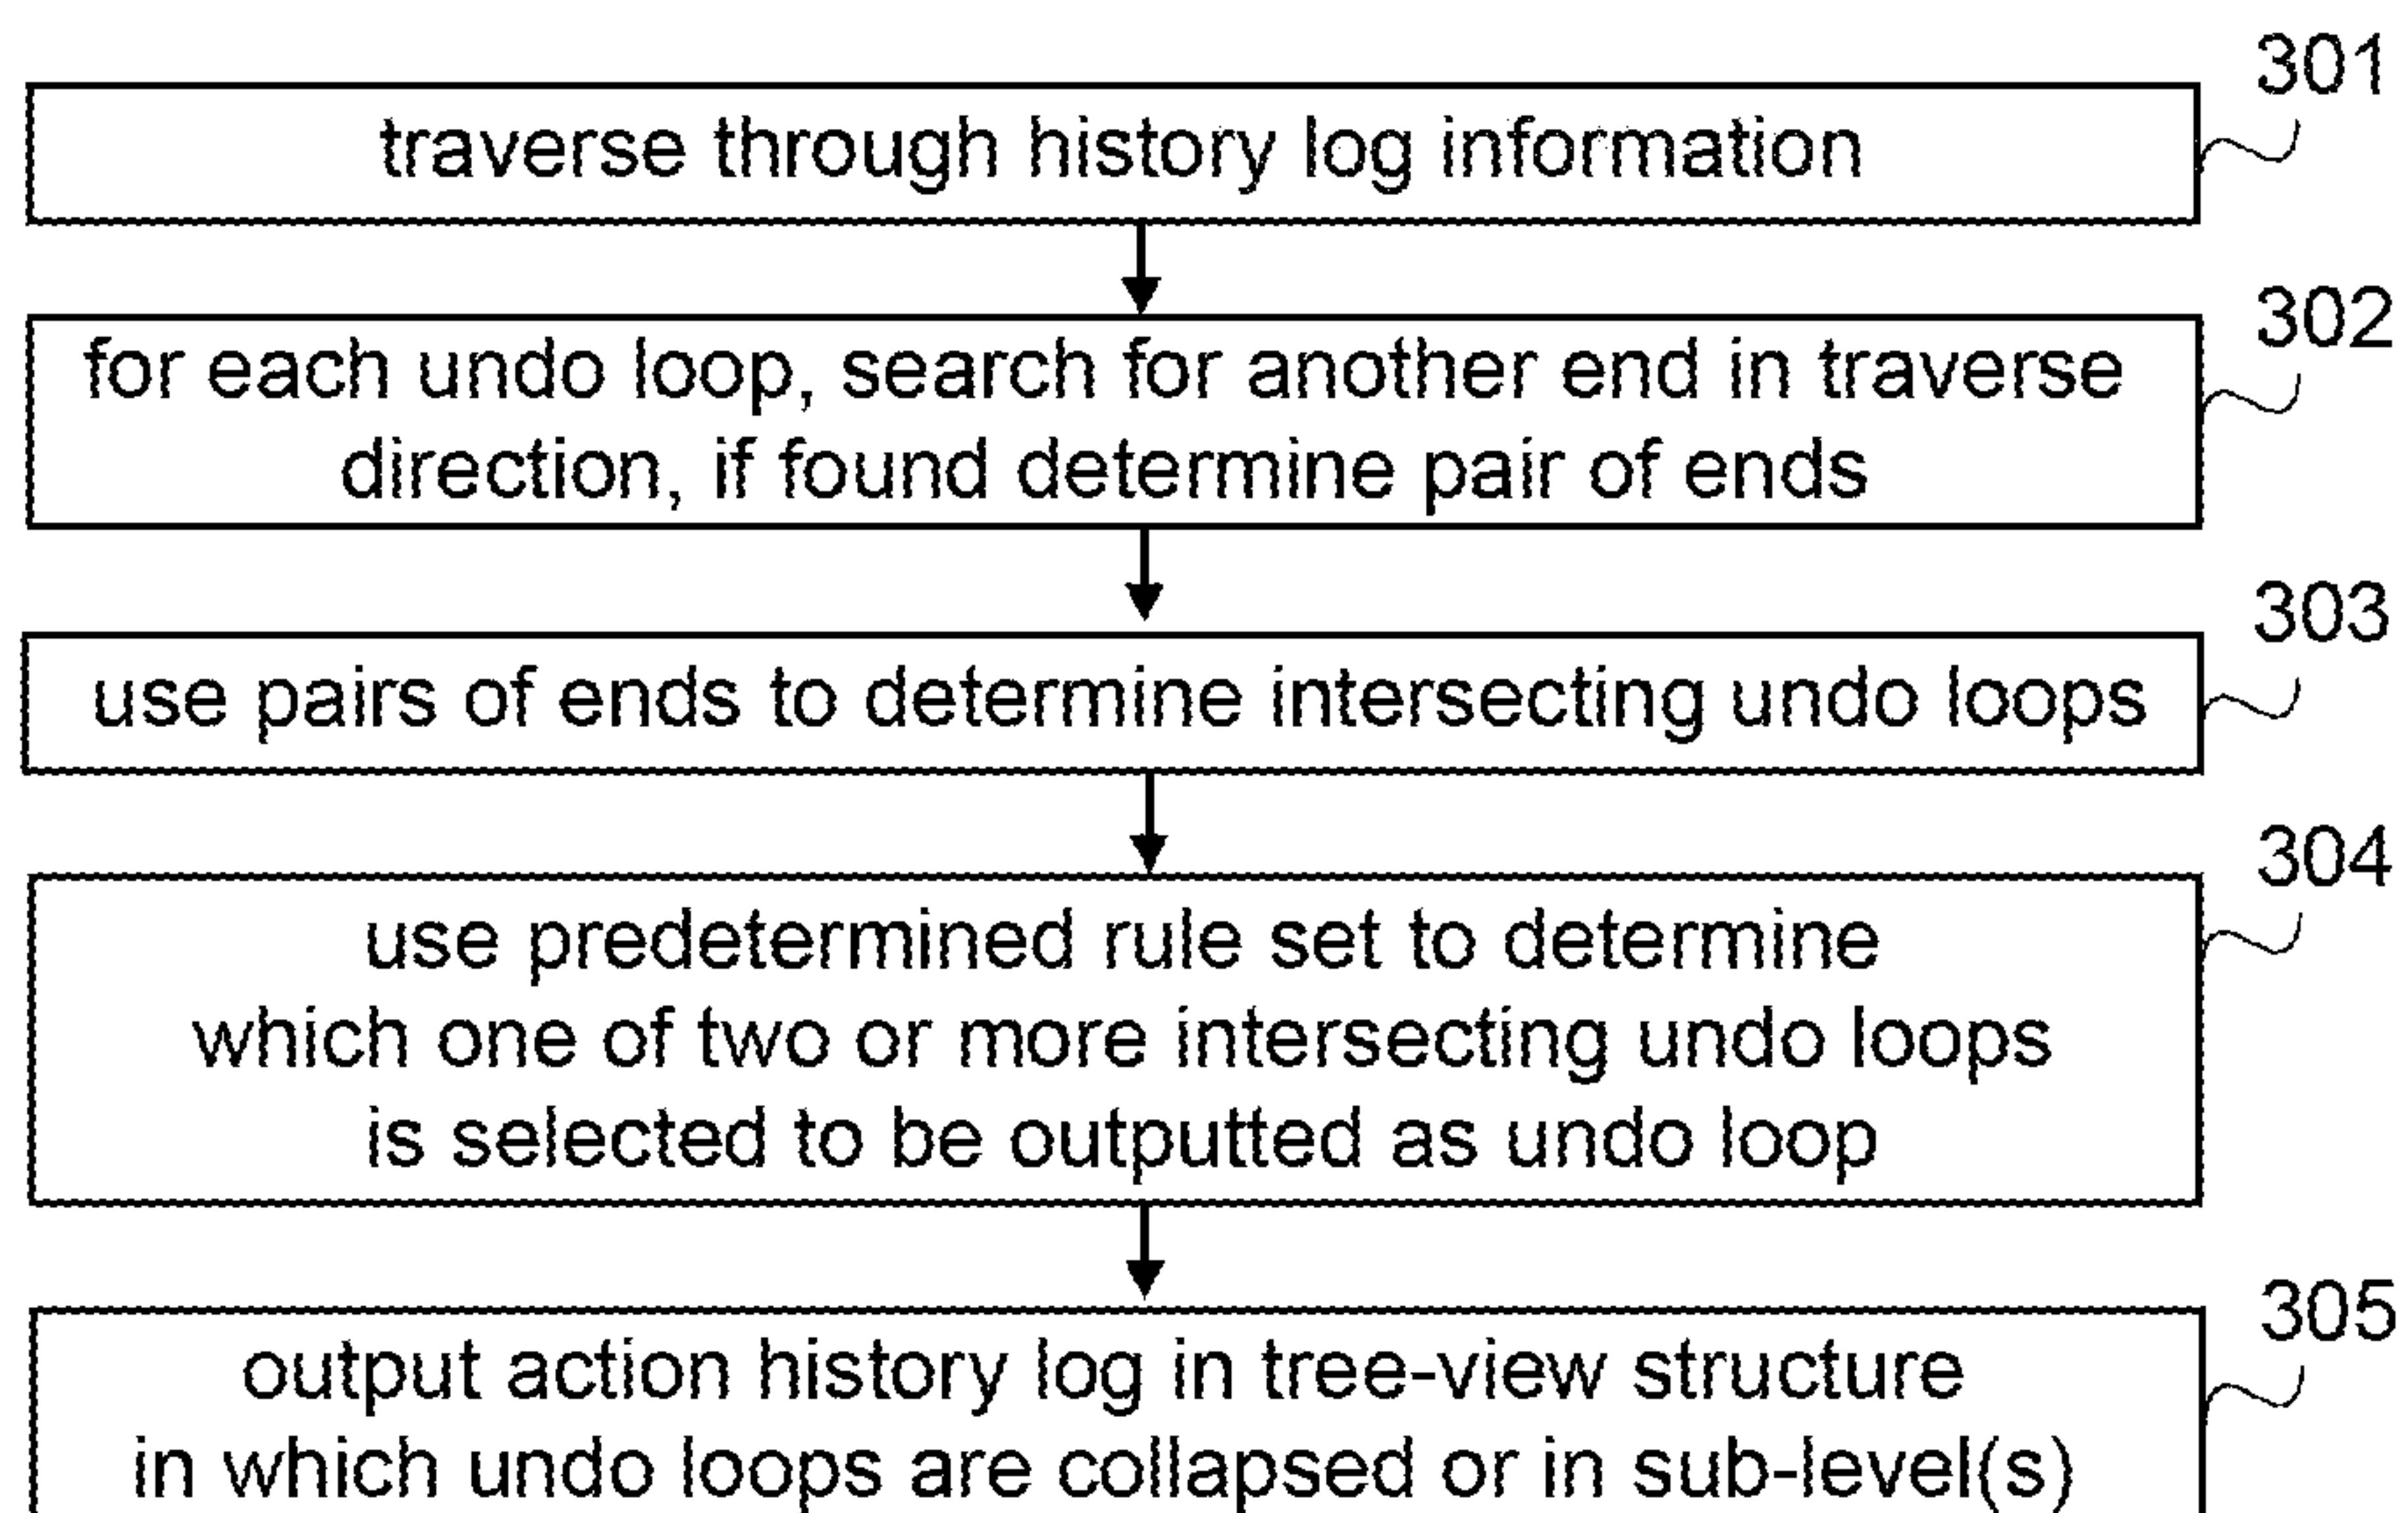 301
traverse through history log information
302
for each undo loop, search for another end in traverse
direction, if found determine pair of ends
303
use pairs of ends to determine intersecting undo loops
304
use predetermined rule set to determine
which one of two or more intersecting undo loops
is selected to be outputted as undo loop
305
output action history log in tree-view structure
in which undo loops are collapsed or in sub-level(s)